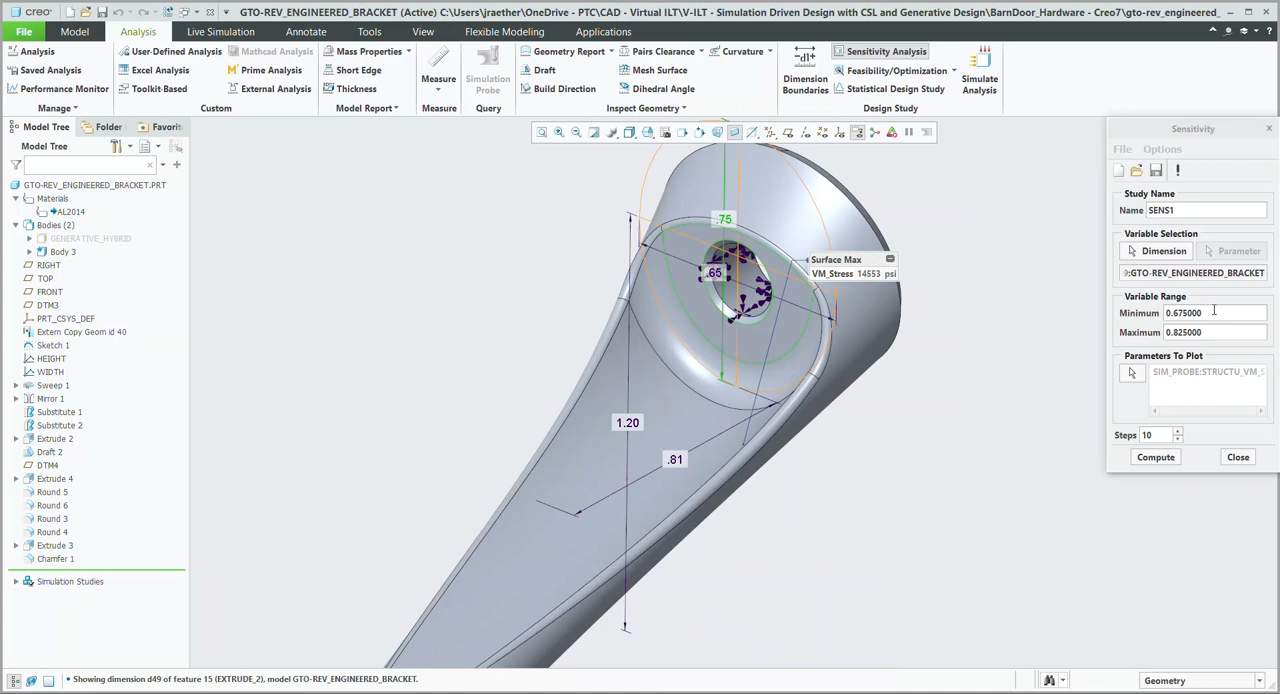 creo GTO-REV_ENGINEERED_BRACKET (Active) C:\Users\jraether\OneDrive - PTC\CAD - Virtual ILT\V-ILT - Simulation Driven Design with CSL and Generative Design\BarnDoor_Hardware - Creo7\gto-rev_engineered_
File Model Analysis Live Simulation Annotate Tools View Flexible Modeling Applications
Analysis User-Defined Analysis Mathcad Analysis Mass Properties Geometry Report Pairs Clearance Curvature Sensitivity Analysis
Saved Analysis Excel Analysis Prime Analysis Short Edge Draft Mesh Surface Feasibility/Optimization
Performance Monitor Toolkit-Based External Analysis Thickness Measure Simulation Probe Build Direction Dihedral Angle Dimension Boundaries Statistical Design Study Simulate Analysis
Manage Custom Model Report Measure Query Inspect Geometry Design Study
Model Tree Folder Favorit
Model Tree
GTO-REV_ENGINEERED_BRACKET.PRT
Materials
AL2014
Bodies (2)
GENERATIVE_HYBRID
Body 3
RIGHT
TOP
FRONT
DTM3
PRT_CSYS_DEF
Extern Copy Geom id 40
Sketch 1
HEIGHT
WIDTH
Sweep 1
Mirror 1
Substitute 1
Substitute 2
Extrude 2
Draft 2
DTM4
Extrude 4
Round 5
Round 6
Round 3
Round 4
Extrude 3
Chamfer 1
Simulation Studies
.75
.65
1.20
.81
Surface Max
VM_Stress 14553 psi
Sensitivity
File Options
Study Name
Name SENS1
Variable Selection
Dimension Parameter
9:GTO-REV_ENGINEERED_BRACKET
Variable Range
Minimum 0.675000
Maximum 0.825000
Parameters To Plot
SIM_PROBE:STRUCTU_VM_S
Steps 10
Compute Close
• Showing dimension d49 of feature 15 (EXTRUDE_2), model GTO-REV_ENGINEERED_BRACKET.
Geometry